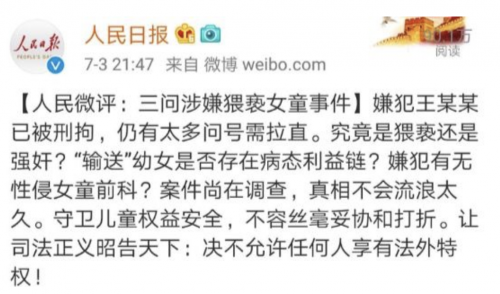 人民日报
PEOPLE'S DAILY
人民日报
7-3 21:47 来自 微博 weibo.com
阅读
【人民微评：三问涉嫌猥亵女童事件】嫌犯王某某
已被刑拘，仍有太多问号需拉直。究竟是猥亵还是
强奸？“输送”幼女是否存在病态利益链？嫌犯有无
性侵女童前科？案件尚在调查，真相不会流浪太
久。守卫儿童权益安全，不容丝毫妥协和打折。让
司法正义昭告天下：决不允许任何人享有法外特
权！